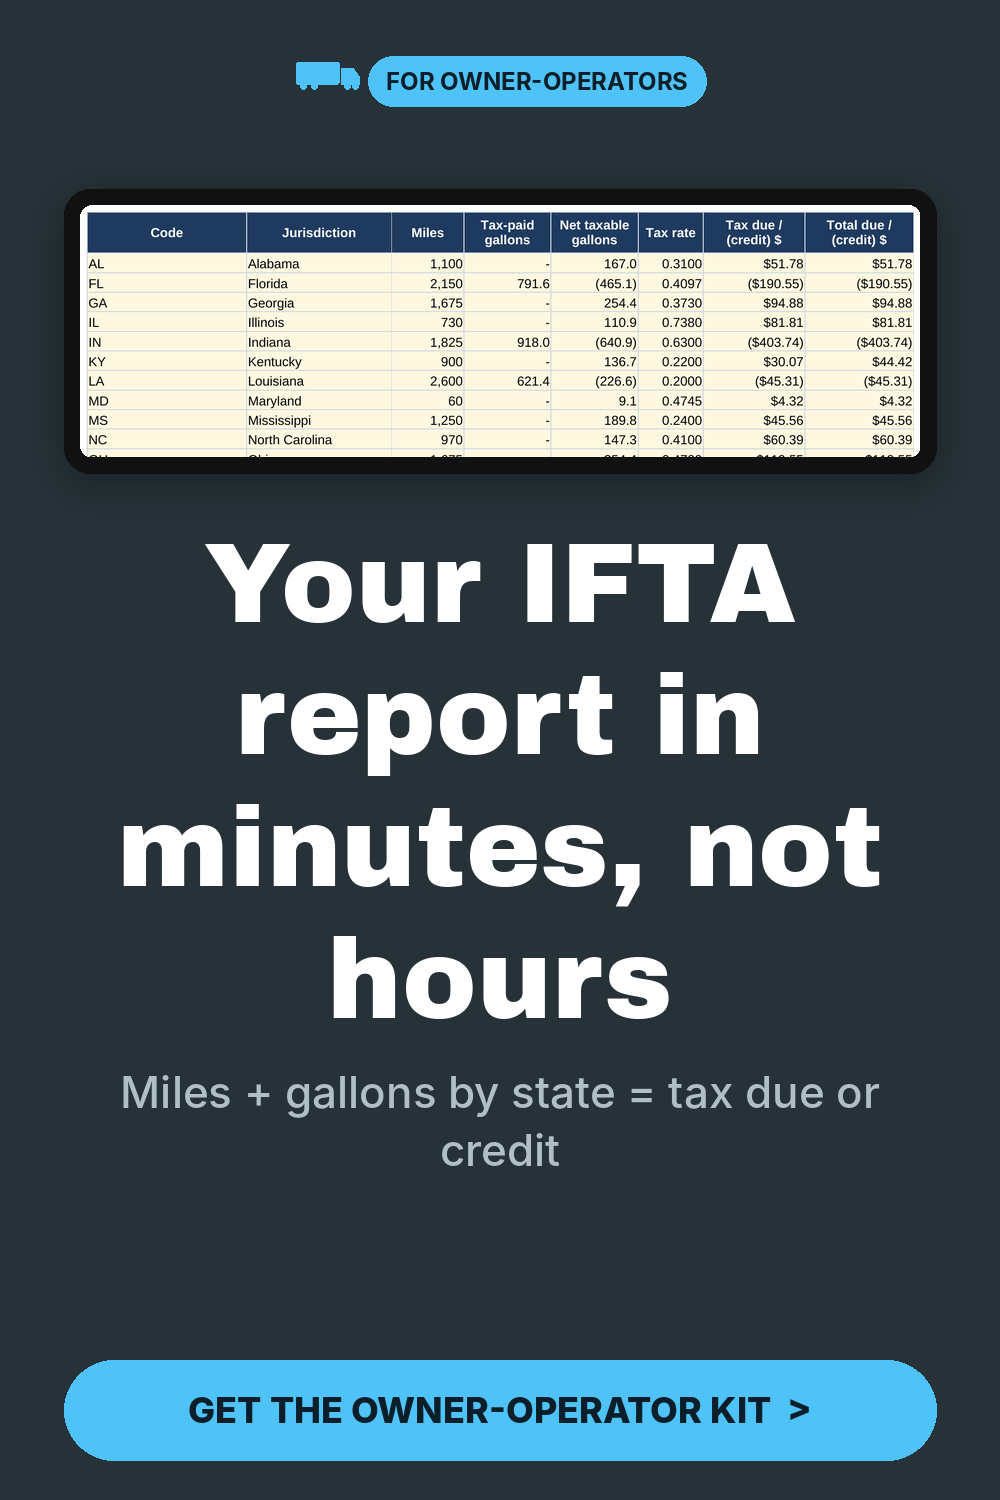 FOR OWNER-OPERATORS
Code Jurisdiction Miles Tax-paid gallons Net taxable gallons Tax rate Tax due / (credit) $ Total due / (credit) $
AL Alabama 1,100 - 167.0 0.3100 $51.78 $51.78
FL Florida 2,150 791.6 (465.1) 0.4097 ($190.55) ($190.55)
GA Georgia 1,675 - 254.4 0.3730 $94.88 $94.88
IL Illinois 730 - 110.9 0.7380 $81.81 $81.81
IN Indiana 1,825 918.0 (640.9) 0.6300 ($403.74) ($403.74)
KY Kentucky 900 - 136.7 0.2200 $30.07 $44.42
LA Louisiana 2,600 621.4 (226.6) 0.2000 ($45.31) ($45.31)
MD Maryland 60 - 9.1 0.4745 $4.32 $4.32
MS Mississippi 1,250 - 189.8 0.2400 $45.56 $45.56
NC North Carolina 970 - 147.3 0.4100 $60.39 $60.39
Your IFTA
report in
minutes, not
hours
Miles + gallons by state = tax due or
credit
GET THE OWNER-OPERATOR KIT >